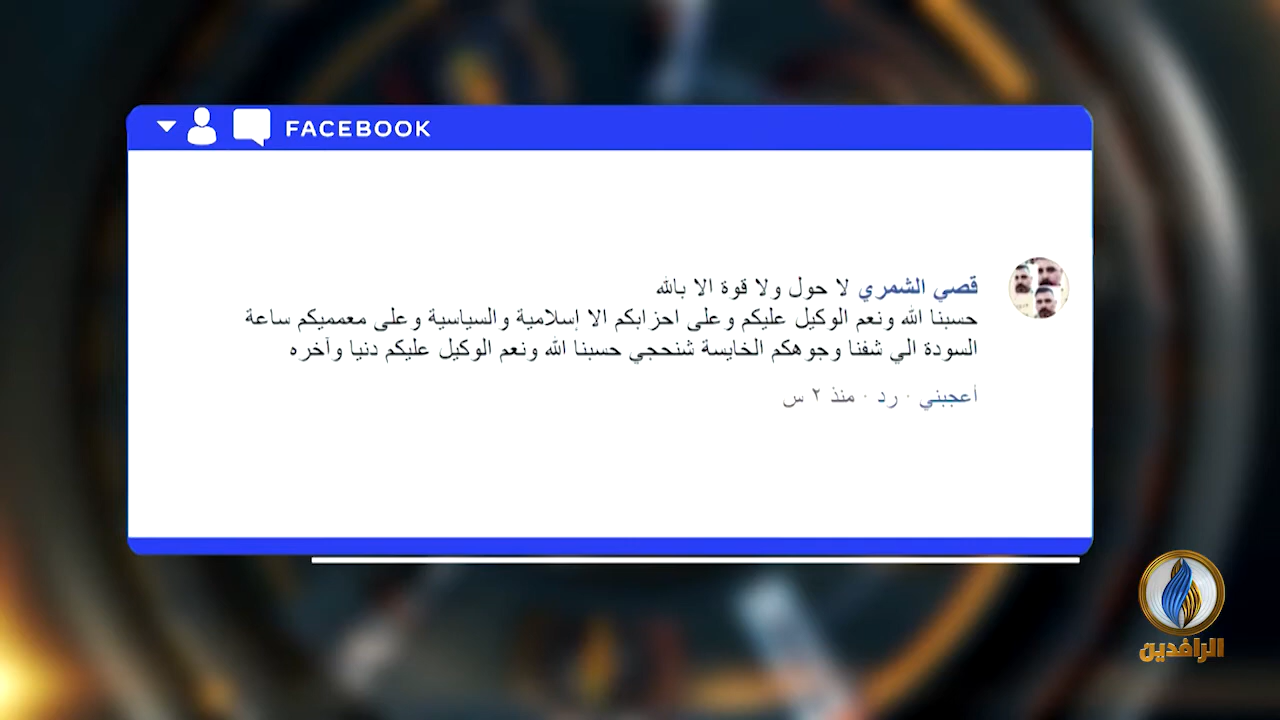 FACEBOOK
قصي الشمري لا حول ولا قوة الا بالله
حسبنا الله ونعم الوكيل عليكم وعلى احزابكم الا إسلامية والسياسية وعلى معمميكم ساعة
السودة الي شفنا وجوهكم الخايسة شنحجي حسبنا الله ونعم الوكيل عليكم دنيا وآخره
أعجبني · رد · منذ ٢ س
الرافدين